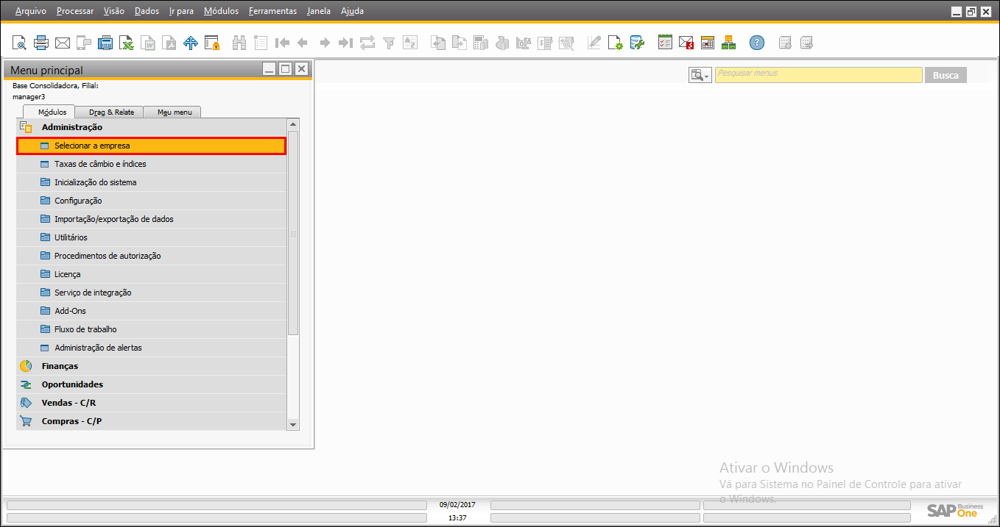 Arquivo Processar Visão Dados Ir para Módulos Ferramentas Janela Ajuda
Menu principal
Pesquisar menus
Busca
Base Consolidadora, Filial:
manager3
Módulos Drag & Relate Meu menu
Administração
Selecionar a empresa
Taxas de câmbio e índices
Inicialização do sistema
Configuração
Importação/exportação de dados
Utilitários
Procedimentos de autorização
Licença
Serviço de integração
Add-Ons
Fluxo de trabalho
Administração de alertas
Finanças
Oportunidades
Vendas - C/R
Compras - C/P
Ativar o Windows
Vá para Sistema no Painel de Controle para ativar
o Windows.
09/02/2017
13:37
SAP Business One